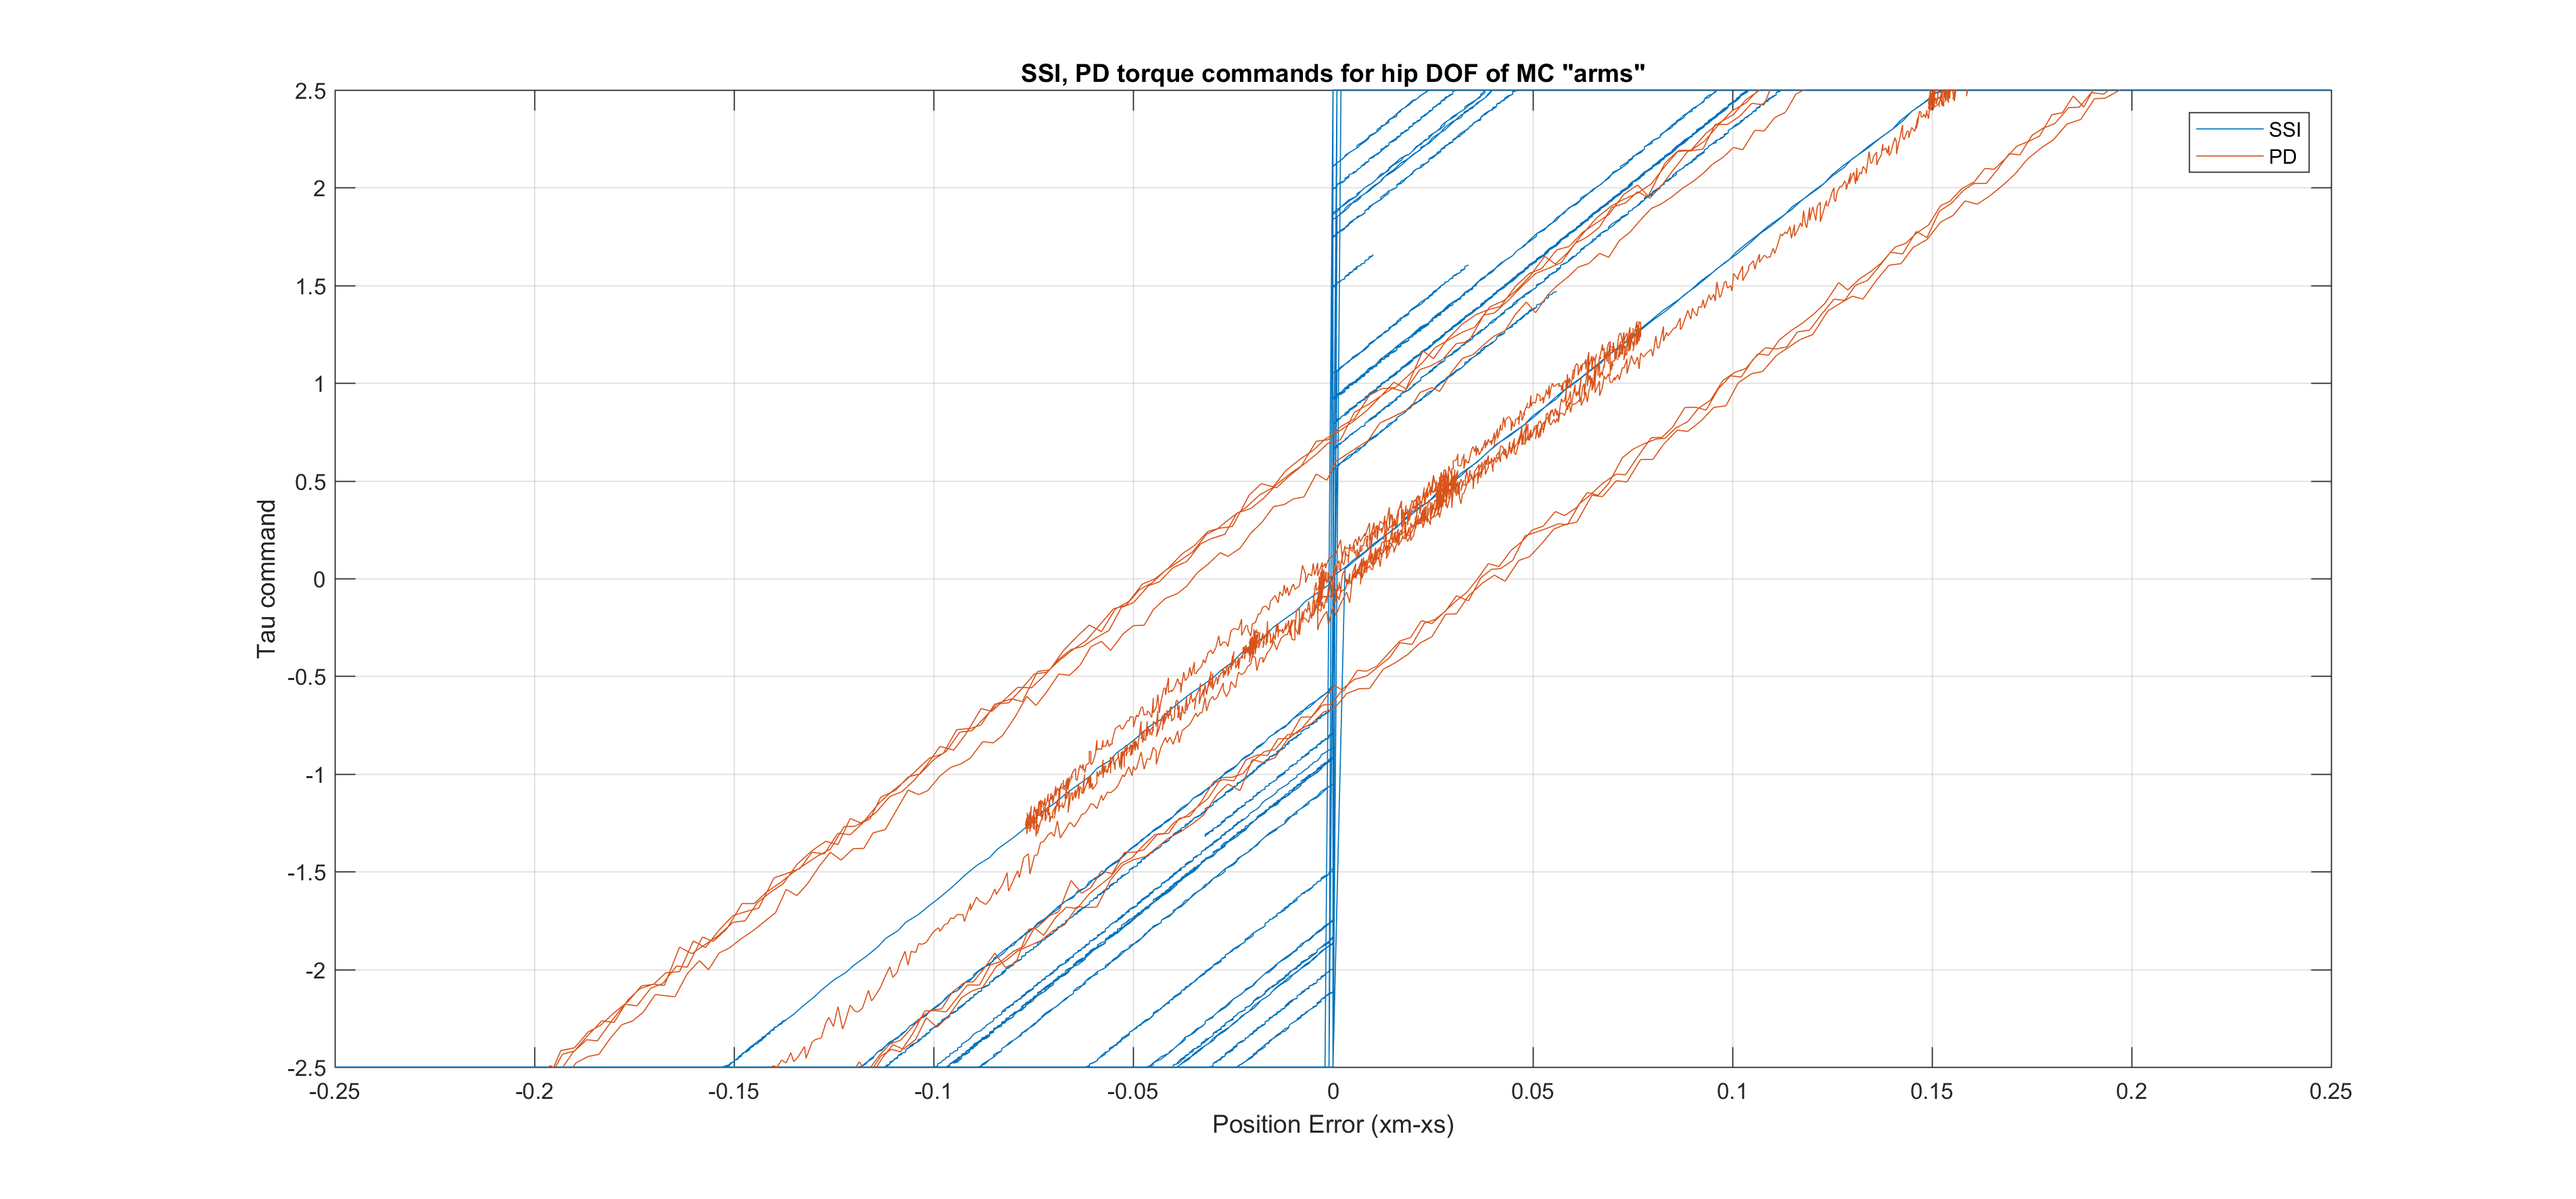 SSI, PD torque commands for hip DOF of MC "arms"
2.5
2
1.5
1
0.5
0
-0.5
-1
-1.5
-2
-2.5
Tau command
SSI
PD
-0.25 -0.2 -0.15 -0.1 -0.05 0 0.05 0.1 0.15 0.2 0.25
Position Error (xm-xs)